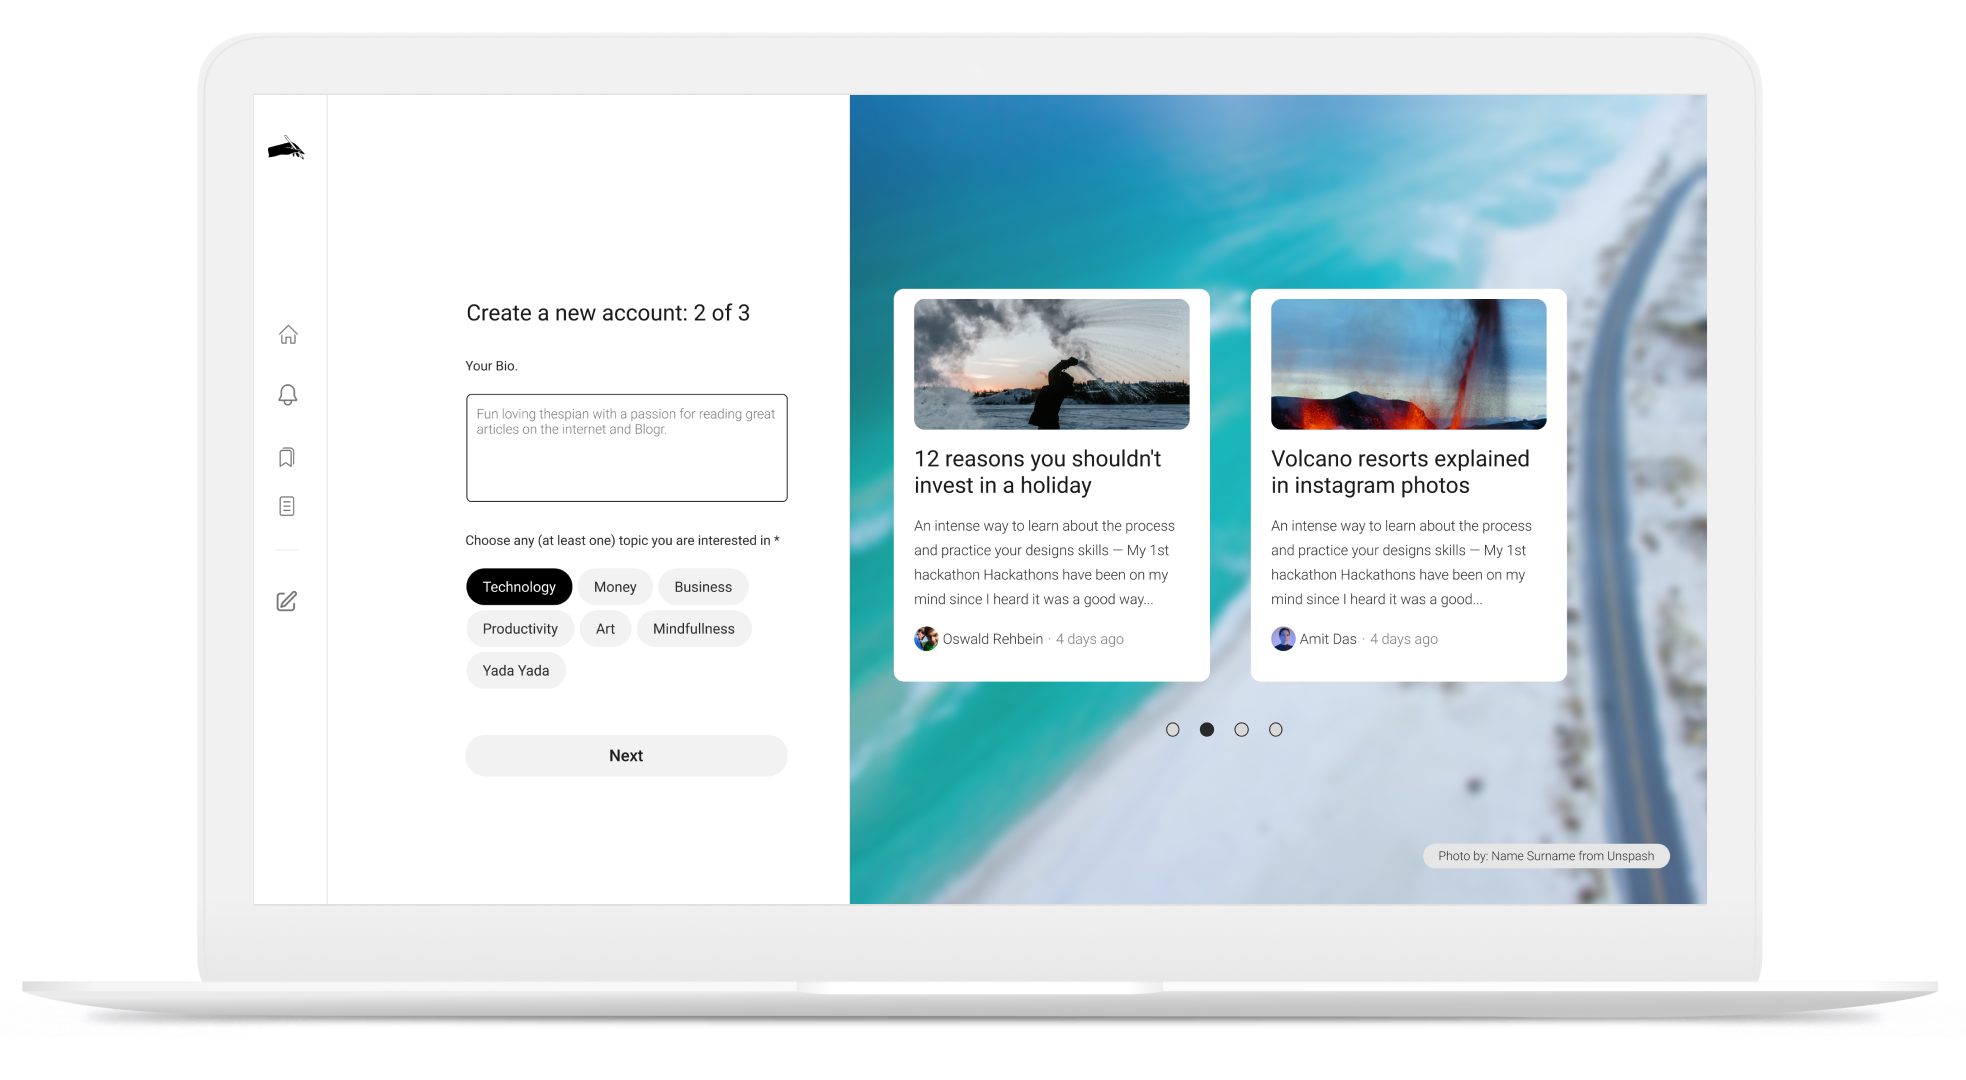 Create a new account: 2 of 3
Your Bio.
Fun loving thespian with a passion for reading great
articles on the internet and Blogr.
Choose any (at least one) topic you are interested in *
Technology
Money
Business
Productivity
Art
Mindfullness
Yada Yada
Next
12 reasons you shouldn't
invest in a holiday
An intense way to learn about the process
and practice your designs skills — My 1st
hackathon Hackathons have been on my
mind since I heard it was a good way...
Oswald Rehbein · 4 days ago
Volcano resorts explained
in instagram photos
An intense way to learn about the process
and practice your designs skills — My 1st
hackathon Hackathons have been on my
mind since I heard it was a good...
Amit Das · 4 days ago
Photo by: Name Surname from Unspash